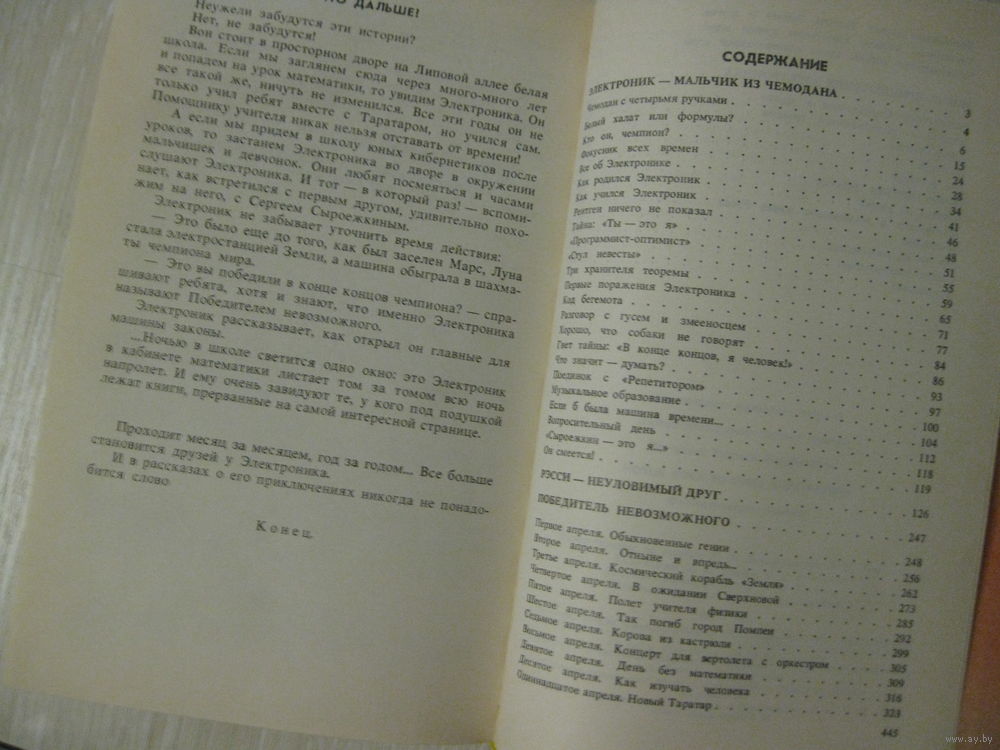 НО ДАЛЬШЕ?
Неужели забудутся эти истории?
Нет, не забудутся!
Вон стоит в просторном дворе на Липовой аллее белая
школа. Если мы заглянем сюда через много-много лет
и попадем на урок математики, то увидим Электроника. Он
все такой же, ничуть не изменился. Все эти годы он не
только учил ребят вместе с Таратаром, но учился сам.
Помощнику учителя никак нельзя отставать от времени!
А если мы придем в школу юных кибернетиков после
уроков, то застанем Электроника во дворе в окружении
мальчишек и девчонок. Они любят посмеяться и часами
слушают Электроника. И тот — в который раз! — вспоми-
нает, как встретился с первым другом, удивительно похо-
жим на него, с Сергеем Сыроежкиным.
Электроник не забывает уточнить время действия:
— Это было еще до того, как был заселен Марс, Луна
стала электростанцией Земли, а машина обыграла в шахма-
ты чемпиона мира.
— Это вы победили в конце концов чемпиона? — спра-
шивают ребята, хотя и знают, что именно Электроника
называют Победителем невозможного.
Электроник рассказывает, как открыл он главные для
машины законы.
...Ночью в школе светится одно окно: это Электроник
в кабинете математики листает том за томом всю ночь
напролет. И ему очень завидуют те, у кого под подушкой
лежат книги, прерванные на самой интересной странице.
Проходит месяц за месяцем, год за годом... Все больше
становится друзей у Электроника.
И в рассказах о его приключениях никогда не понадо-
бится слово
Конец.
СОДЕРЖАНИЕ
ЭЛЕКТРОНИК — МАЛЬЧИК ИЗ ЧЕМОДАНА . . 3
Чемодан с четырьмя ручками . . . 4
Белый халат или формулы? . . . 6
Кто он, чемпион? . . . 15
Фокусник всех времен . . . 24
Все об Электронике . . . 28
Как родился Электроник . . . 34
Как учился Электроник . . . 41
Рентген ничего не показал . . . 46
Тайна: «Ты — это я» . . . 48
«Программист-оптимист» . . . 51
«Стул невесты» . . . 55
Три хранителя теоремы . . . 59
Первые поражения Электроника . . . 65
Код бегемота . . . 71
Разговор с гусем и змееносцем . . . 77
Хорошо, что собаки не говорят . . . 84
Гвет тайны: «В конце концов, я человек!» . . . 86
Что значит — думать? . . . 93
Поединок с «Репетитором» . . . 97
Музыкальное образование . . . 100
Если б была машина времени... . . . 104
Вопросительный день . . . 112
«Сыроежкин — это я...» . . . 118
Он смеется! . . . 119
РЭССИ — НЕУЛОВИМЫЙ ДРУГ . . . 126
ПОБЕДИТЕЛЬ НЕВОЗМОЖНОГО . . . 247
Первое апреля. Обыкновенные гении . . . 248
Второе апреля. Отныне и впредь... . . . 256
Третье апреля. Космический корабль «Земля» . . . 262
Четвертое апреля. В ожидании Сверхновой . . . 273
Пятое апреля. Полет учителя физики . . . 285
Шестое апреля. Так погиб город Помпеи . . . 292
Седьмое апреля. Корова из кастрюли . . . 299
Восьмое апреля. Концерт для вертолета с оркестром . . . 305
Девятое апреля. День без математики . . . 309
Десятое апреля. Как изучать человека . . . 316
Одиннадцатое апреля. Новый Таратар . . . 323
445
www.ay.by